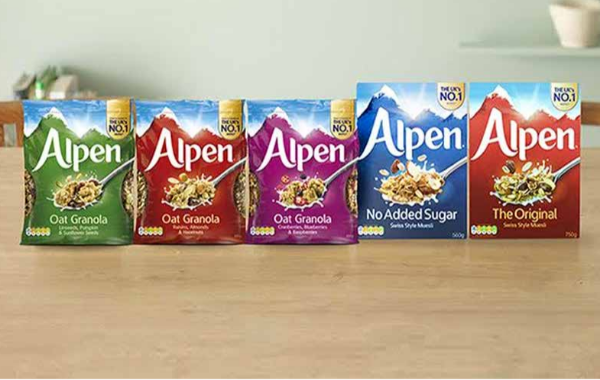 THE UK'S
NO.1
Alpen
Oat Granola
Linseeds, Pumpkin
& Sunflower Seeds
THE UK'S
NO.1
Alpen
Oat Granola
Raisins, Almonds
& Hazelnuts
THE UK'S
NO.1
Alpen
Oat Granola
Cranberries, Blueberries
& Raspberries
THE UK'S
NO.1
Alpen
No Added Sugar
Swiss Style Muesli
560g
THE UK'S
NO.1
Alpen
The Original
Swiss Style Muesli
750g